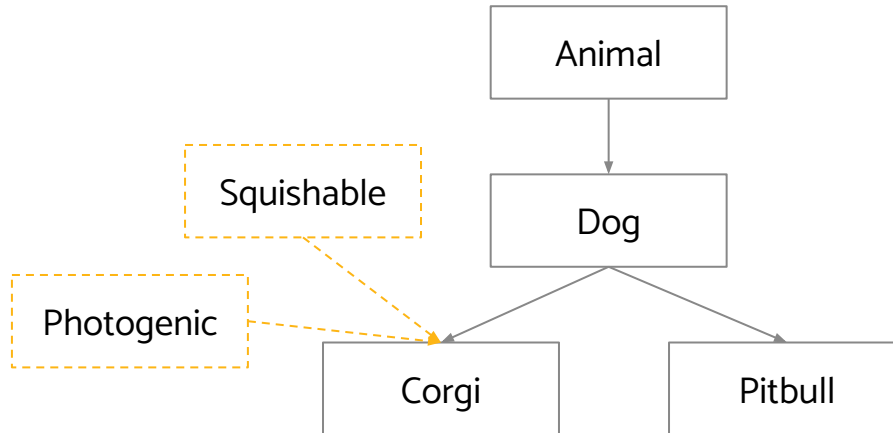 Animal
Squishable
Dog
Photogenic
Corgi
Pitbull